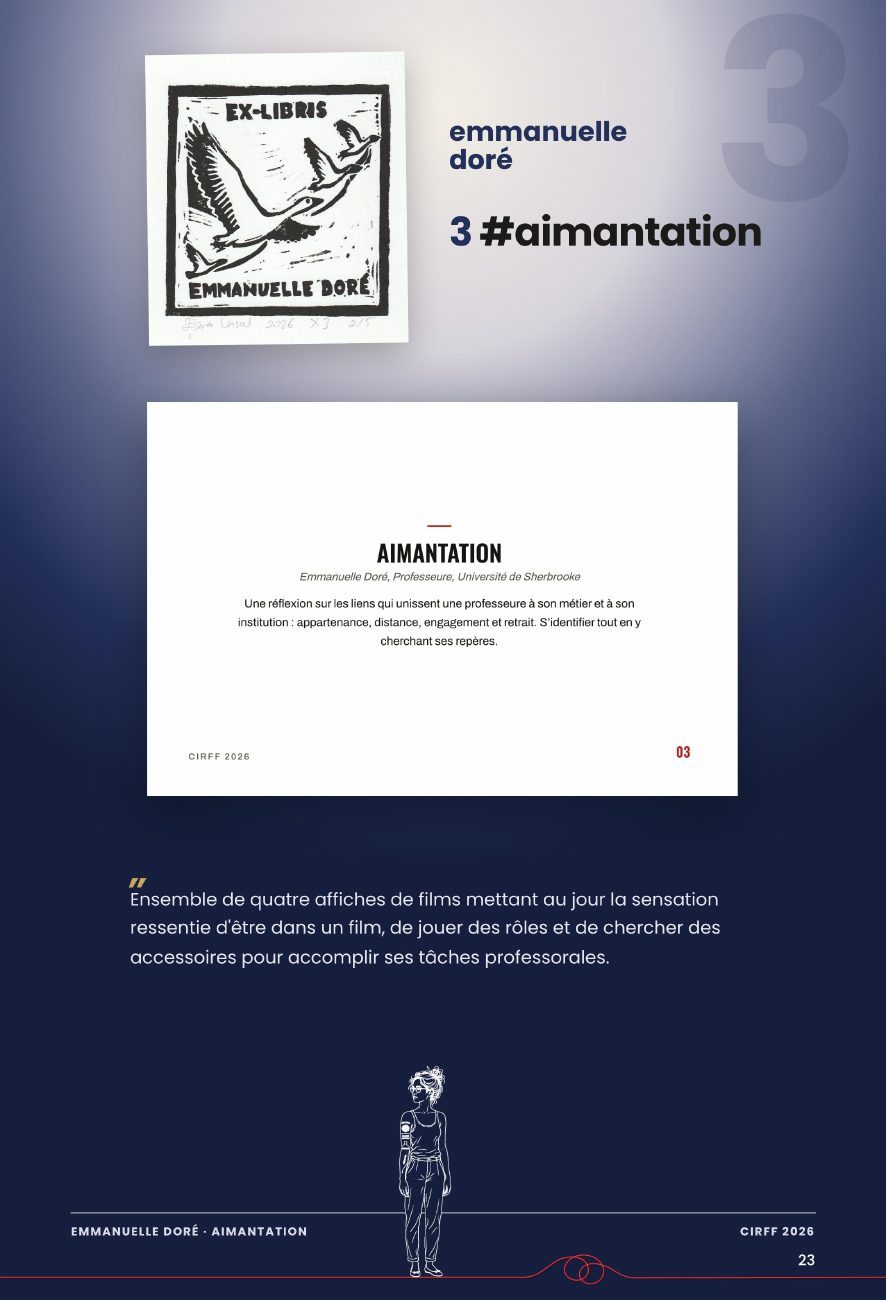 3
EX-LIBRIS
EMMANUELLE DORÉ
2026 X3 2/5
emmanuelle
doré
3 #aimantation
AIMANTATION
Emmanuelle Doré, Professeure, Université de Sherbrooke
Une réflexion sur les liens qui unissent une professeure à son métier et à son
institution : appartenance, distance, engagement et retrait. S'identifier tout en y
cherchant ses repères.
CIRFF 2026
03
"
Ensemble de quatre affiches de films mettant au jour la sensation
ressentie d'être dans un film, de jouer des rôles et de chercher des
accessoires pour accomplir ses tâches professorales.
EMMANUELLE DORÉ · AIMANTATION
CIRFF 2026
23